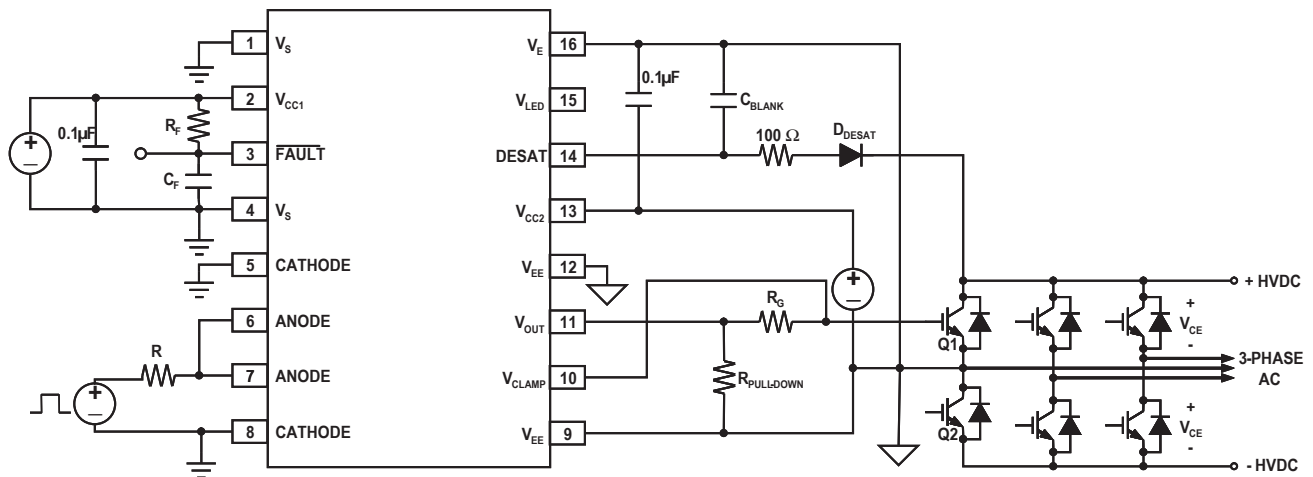 1 V_S
2 V_CC1
3 FAULT
4 V_S
5 CATHODE
6 ANODE
7 ANODE
8 CATHODE
V_E 16
V_LED 15
DESAT 14
V_CC2 13
V_EE 12
V_OUT 11
V_CLAMP 10
V_EE 9
0.1µF
R_F
C_F
+
–
R
+
–
0.1µF
C_BLANK
100 Ω
D_DESAT
+
–
R_G
R_PULL-DOWN
Q1
Q2
+ HVDC
+
V_CE
-
3-PHASE
AC
+
V_CE
-
- HVDC